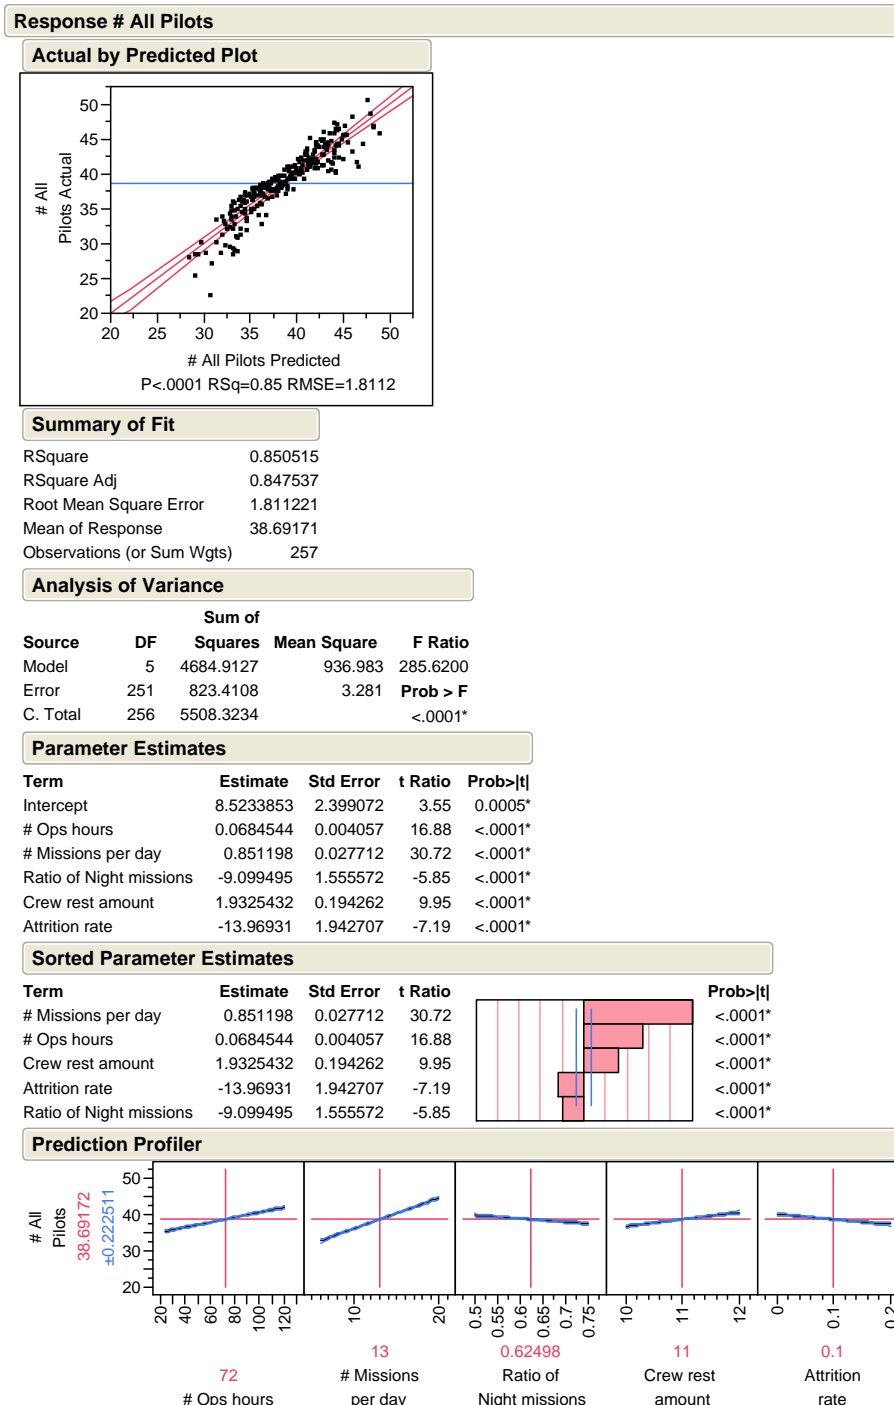 Response # All Pilots
Actual by Predicted Plot
# All
Pilots Actual
50
45
40
35
30
25
20
20 25 30 35 40 45 50
# All Pilots Predicted
P<.0001 RSq=0.85 RMSE=1.8112
Summary of Fit
RSquare 0.850515
RSquare Adj 0.847537
Root Mean Square Error 1.811221
Mean of Response 38.69171
Observations (or Sum Wgts) 257
Analysis of Variance
Sum of
Source DF Squares Mean Square F Ratio
Model 5 4684.9127 936.983 285.6200
Error 251 823.4108 3.281 Prob > F
C. Total 256 5508.3234 <.0001*
Parameter Estimates
Term Estimate Std Error t Ratio Prob>|t|
Intercept 8.5233853 2.399072 3.55 0.0005*
# Ops hours 0.0684544 0.004057 16.88 <.0001*
# Missions per day 0.851198 0.027712 30.72 <.0001*
Ratio of Night missions -9.099495 1.555572 -5.85 <.0001*
Crew rest amount 1.9325432 0.194262 9.95 <.0001*
Attrition rate -13.96931 1.942707 -7.19 <.0001*
Sorted Parameter Estimates
Term Estimate Std Error t Ratio Prob>|t|
# Missions per day 0.851198 0.027712 30.72 <.0001*
# Ops hours 0.0684544 0.004057 16.88 <.0001*
Crew rest amount 1.9325432 0.194262 9.95 <.0001*
Attrition rate -13.96931 1.942707 -7.19 <.0001*
Ratio of Night missions -9.099495 1.555572 -5.85 <.0001*
Prediction Profiler
# All
Pilots
38.69172
±0.222511
50
40
30
20
20 40 60 80 100 120 10 20 0.5 0.55 0.6 0.65 0.7 0.75 10 11 12 0 0.1 0.2
13 0.62498 11 0.1
72 # Missions Ratio of Crew rest Attrition
# Ops hours per day Night missions amount rate